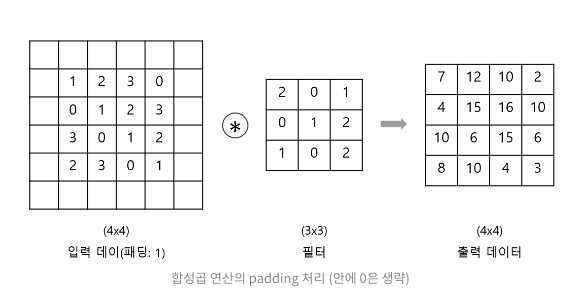 1 2 3 0
0 1 2 3
3 0 1 2
2 3 0 1
(4x4)
입력 데이(패딩: 1)
*
2 0 1
0 1 2
1 0 2
(3x3)
필터
7 12 10 2
4 15 16 10
10 6 15 6
8 10 4 3
(4x4)
출력 데이터
합성곱 연산의 padding 처리 (안에 0은 생략)